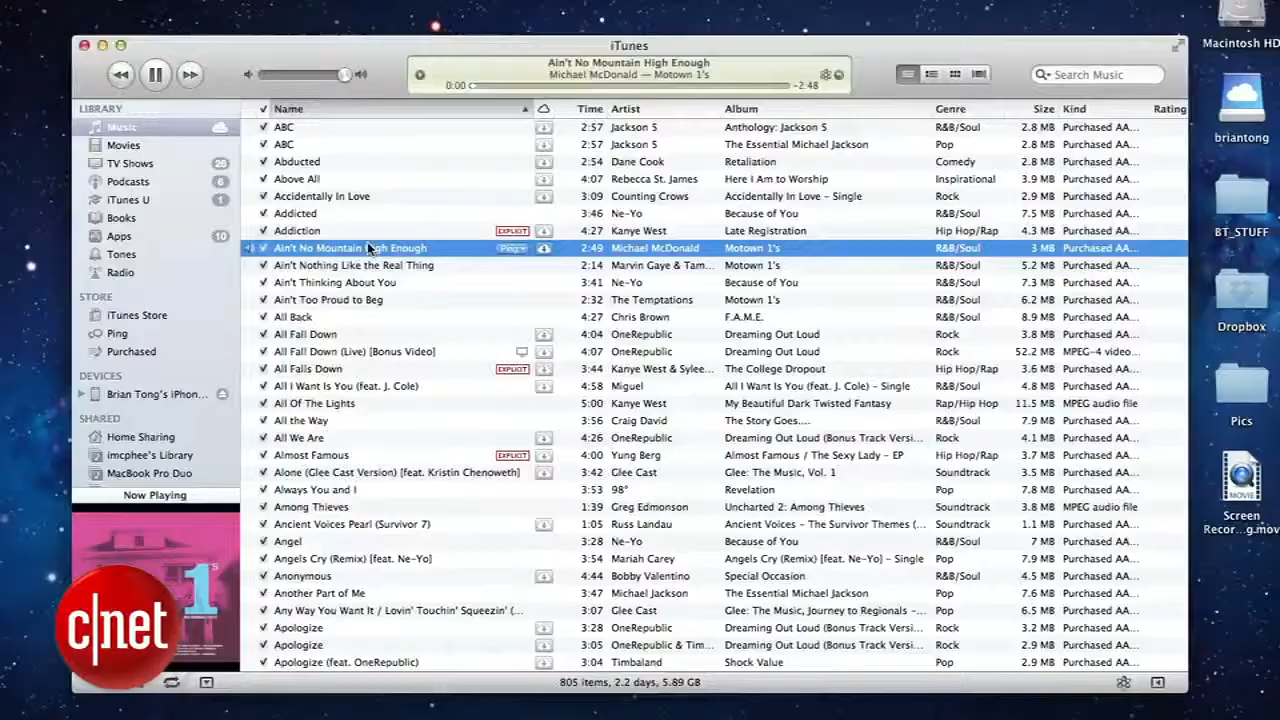 iTunes
Ain't No Mountain High Enough
Michael McDonald — Motown 1's
0:00 -2:48
Search Music
LIBRARY
Music
Movies
TV Shows 26
Podcasts 6
iTunes U 1
Books
Apps 10
Tones
Radio
STORE
iTunes Store
Ping
Purchased
DEVICES
Brian Tong's iPhon...
SHARED
Home Sharing
imcphee's Library
MacBook Pro Duo
Now Playing
1's
c|net
Name Time Artist Album Genre Size Kind Rating
ABC 2:57 Jackson 5 Anthology: Jackson 5 R&B/Soul 2.8 MB Purchased AA...
ABC 2:57 Jackson 5 The Essential Michael Jackson Pop 2.8 MB Purchased AA...
Abducted 2:54 Dane Cook Retaliation Comedy 2.8 MB Purchased AA...
Above All 4:07 Rebecca St. James Here I Am to Worship Inspirational 3.9 MB Purchased AA...
Accidentally In Love 3:09 Counting Crows Accidentally In Love – Single Rock 2.9 MB Purchased AA...
Addicted 3:46 Ne-Yo Because of You R&B/Soul 7.5 MB Purchased AA...
Addiction EXPLICIT 4:27 Kanye West Late Registration Hip Hop/Rap 4.3 MB Purchased AA...
Ain't No Mountain High Enough Ping 2:49 Michael McDonald Motown 1's R&B/Soul 3 MB Purchased AA...
Ain't Nothing Like the Real Thing 2:14 Marvin Gaye & Tam... Motown 1's R&B/Soul 5.2 MB Purchased AA...
Ain't Thinking About You 3:41 Ne-Yo Because of You R&B/Soul 7.3 MB Purchased AA...
Ain't Too Proud to Beg 2:32 The Temptations Motown 1's R&B/Soul 6.2 MB Purchased AA...
All Back 4:27 Chris Brown F.A.M.E. R&B/Soul 8.9 MB Purchased AA...
All Fall Down 4:04 OneRepublic Dreaming Out Loud Rock 3.8 MB Purchased AA...
All Fall Down (Live) [Bonus Video] 4:07 OneRepublic Dreaming Out Loud Rock 52.2 MB MPEG-4 video...
All Falls Down EXPLICIT 3:44 Kanye West & Sylee... The College Dropout Hip Hop/Rap 3.6 MB Purchased AA...
All I Want Is You (feat. J. Cole) 4:58 Miguel All I Want Is You (feat. J. Cole) – Single R&B/Soul 4.8 MB Purchased AA...
All Of The Lights 5:00 Kanye West My Beautiful Dark Twisted Fantasy Rap/Hip Hop 11.5 MB MPEG audio file
All the Way 3:56 Craig David The Story Goes.... R&B/Soul 7.9 MB Purchased AA...
All We Are 4:26 OneRepublic Dreaming Out Loud (Bonus Track Versi... Rock 4.1 MB Purchased AA...
Almost Famous EXPLICIT 4:00 Yung Berg Almost Famous / The Sexy Lady – EP Hip Hop/Rap 3.7 MB Purchased AA...
Alone (Glee Cast Version) [feat. Kristin Chenoweth] 3:42 Glee Cast Glee: The Music, Vol. 1 Soundtrack 3.5 MB Purchased AA...
Always You and I 3:53 98° Revelation Pop 7.8 MB Purchased AA...
Among Thieves 1:39 Greg Edmonson Uncharted 2: Among Thieves Soundtrack 3.8 MB MPEG audio file
Ancient Voices Pearl (Survivor 7) 1:05 Russ Landau Ancient Voices – The Survivor Themes (... Soundtrack 1.1 MB Purchased AA...
Angel 3:28 Ne-Yo Because of You R&B/Soul 7 MB Purchased AA...
Angels Cry (Remix) [feat. Ne-Yo] 3:54 Mariah Carey Angels Cry (Remix) [feat. Ne-Yo] – Single Pop 7.9 MB Purchased AA...
Anonymous 4:44 Bobby Valentino Special Occasion R&B/Soul 4.5 MB Purchased AA...
Another Part of Me 3:47 Michael Jackson The Essential Michael Jackson Pop 7.6 MB Purchased AA...
Any Way You Want It / Lovin' Touchin' Squeezin' (... 3:07 Glee Cast Glee: The Music, Journey to Regionals –... Pop 6.5 MB Purchased AA...
Apologize 3:28 OneRepublic Dreaming Out Loud (Bonus Track Versi... Rock 3.2 MB Purchased AA...
Apologize 3:05 OneRepublic & Tim... Dreaming Out Loud (Bonus Track Versi... Rock 3 MB Purchased AA...
Apologize (feat. OneRepublic) 3:04 Timbaland Shock Value Pop 2.9 MB Purchased AA...
805 items, 2.2 days, 5.89 GB
Macintosh HD
briantong
BT_STUFF
Dropbox
Pics
MOVIE
Screen
Recor...g.mov